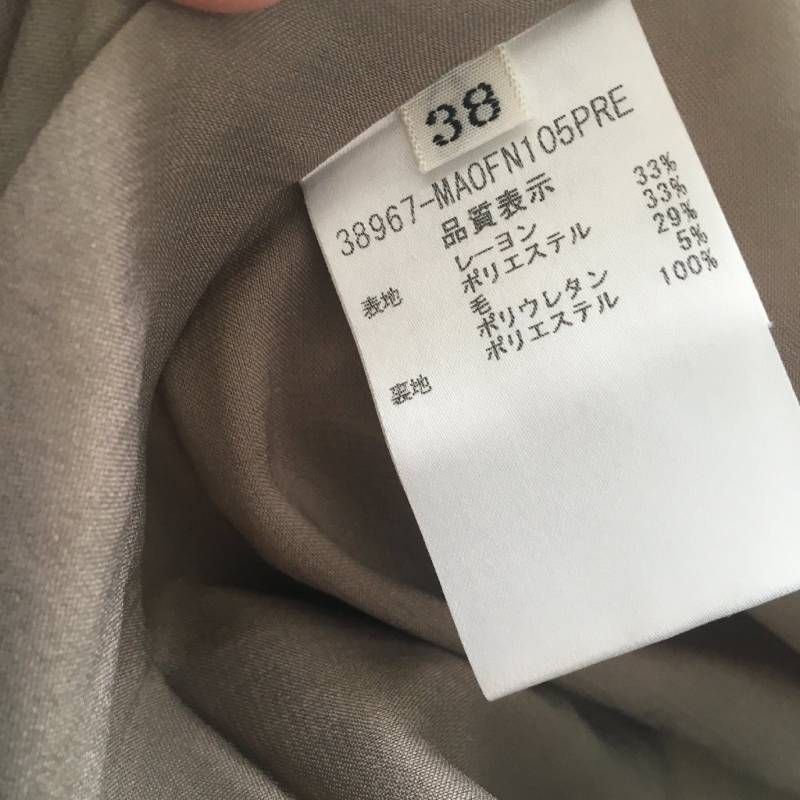 38
38967-MAOFN105PRE
品質表示
表地 レーヨン 33%
ポリエステル 33%
毛 29%
ポリウレタン 5%
裏地 ポリエステル 100%